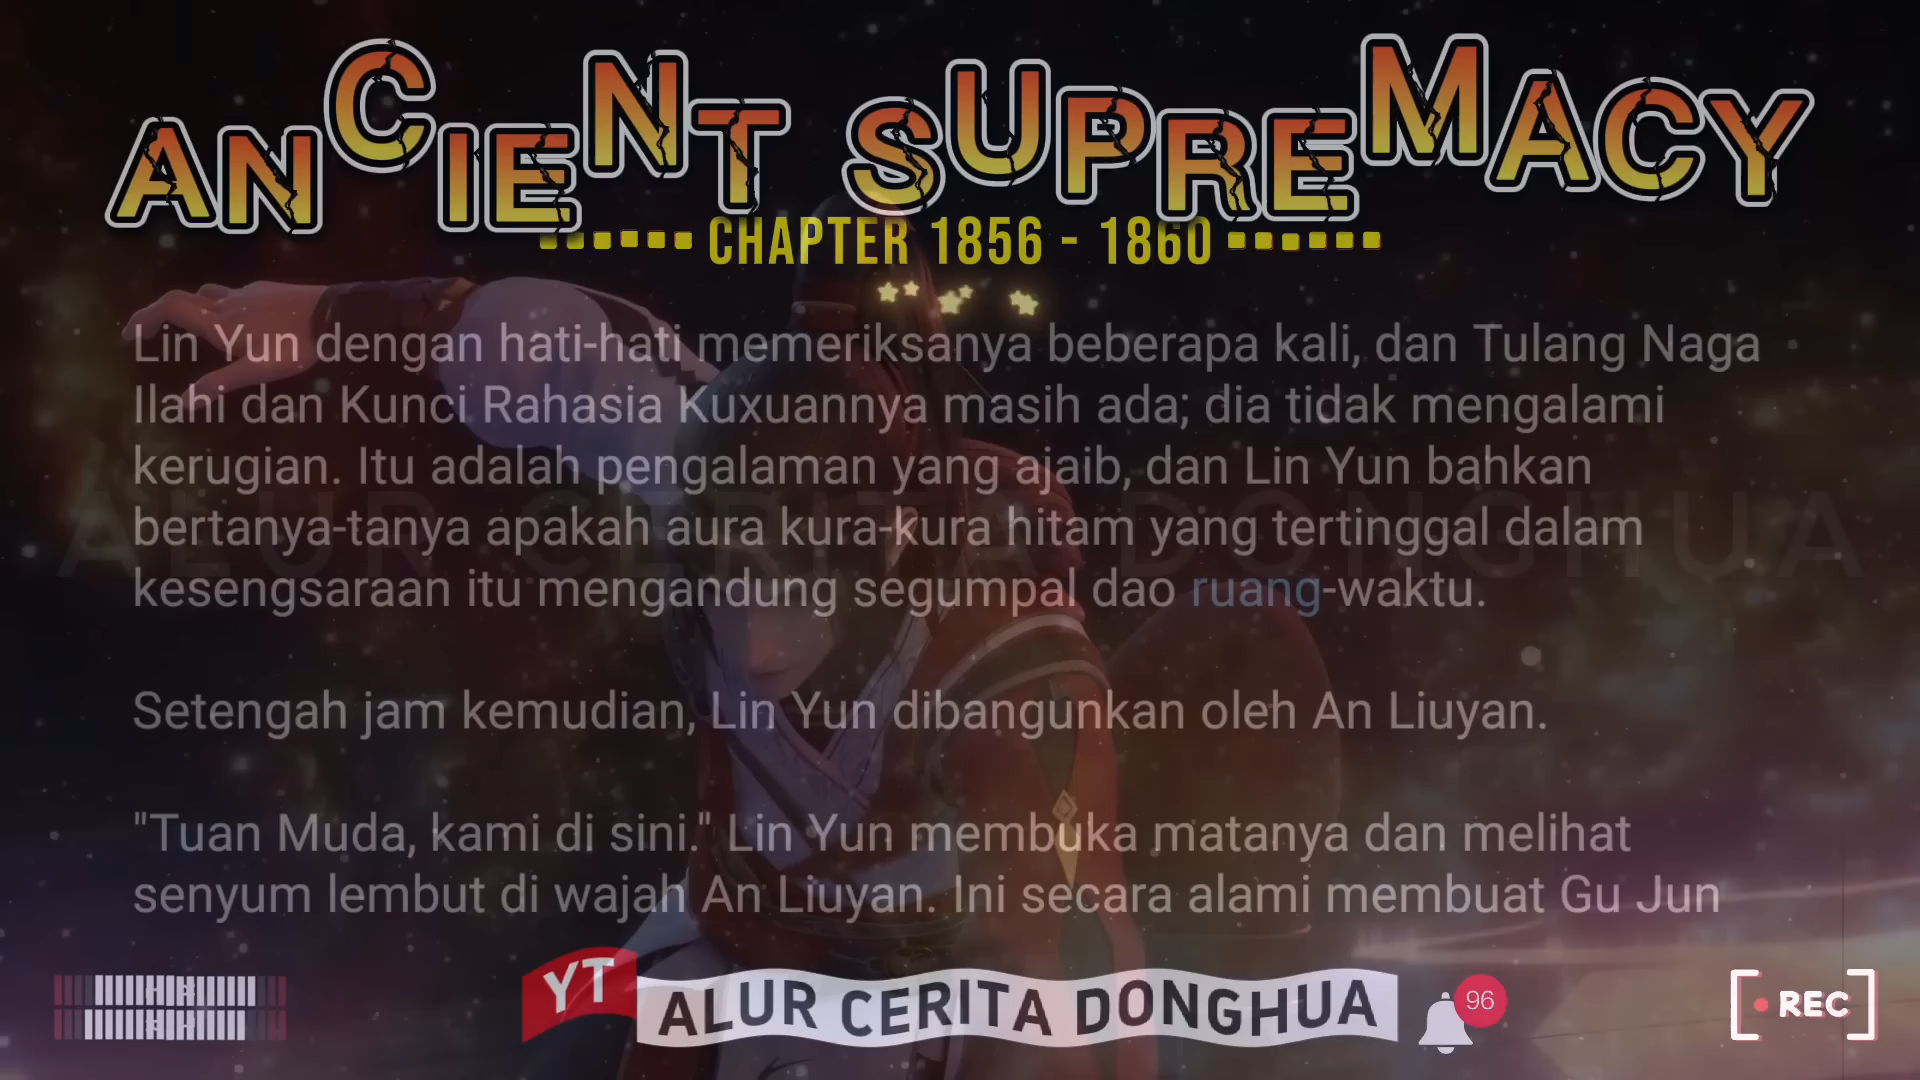 ANCIENT SUPREMACY
CHAPTER 1856 - 1860
Lin Yun dengan hati-hati memeriksanya beberapa kali, dan Tulang Naga
Ilahi dan Kunci Rahasia Kuxuannya masih ada; dia tidak mengalami
kerugian. Itu adalah pengalaman yang ajaib, dan Lin Yun bahkan
bertanya-tanya apakah aura kura-kura hitam yang tertinggal dalam
ALUR CERITA DONGHUA
kesengsaraan itu mengandung segumpal dao ruang-waktu.
Setengah jam kemudian, Lin Yun dibangunkan oleh An Liuyan.
"Tuan Muda, kami di sini." Lin Yun membuka matanya dan melihat
senyum lembut di wajah An Liuyan. Ini secara alami membuat Gu Jun
YT ALUR CERITA DONGHUA
96
REC